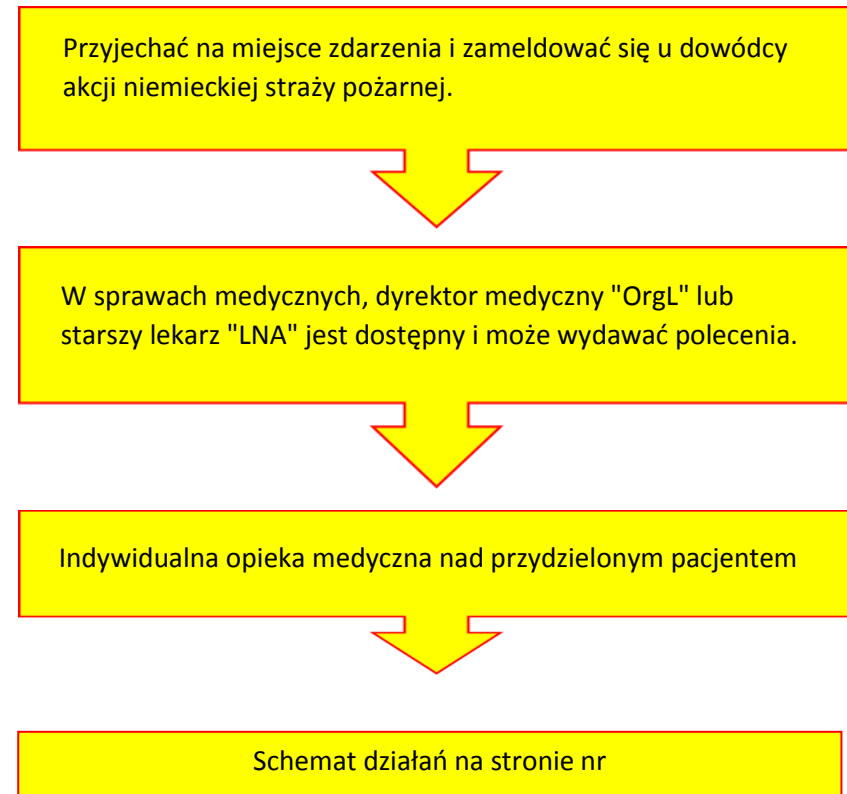 Przyjechać na miejsce zdarzenia i zameldować się u dowódcy
akcji niemieckiej straży pożarnej.
W sprawach medycznych, dyrektor medyczny "OrgL" lub
starszy lekarz "LNA" jest dostępny i może wydawać polecenia.
Indywidualna opieka medyczna nad przydzielonym pacjentem
Schemat działań na stronie nr